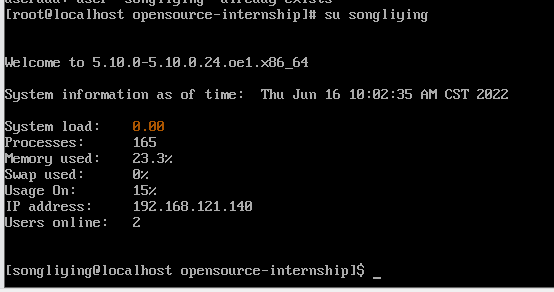 useradd: user 'songliying' already exists
[root@localhost opensource-internship]# su songliying
Welcome to 5.10.0-5.10.0.24.oe1.x86_64
System information as of time:  Thu Jun 16 10:02:35 AM CST 2022
System load:    0.00
Processes:      165
Memory used:    23.3%
Swap used:      0%
Usage On:       15%
IP address:     192.168.121.140
Users online:   2
[songliying@localhost opensource-internship]$ _